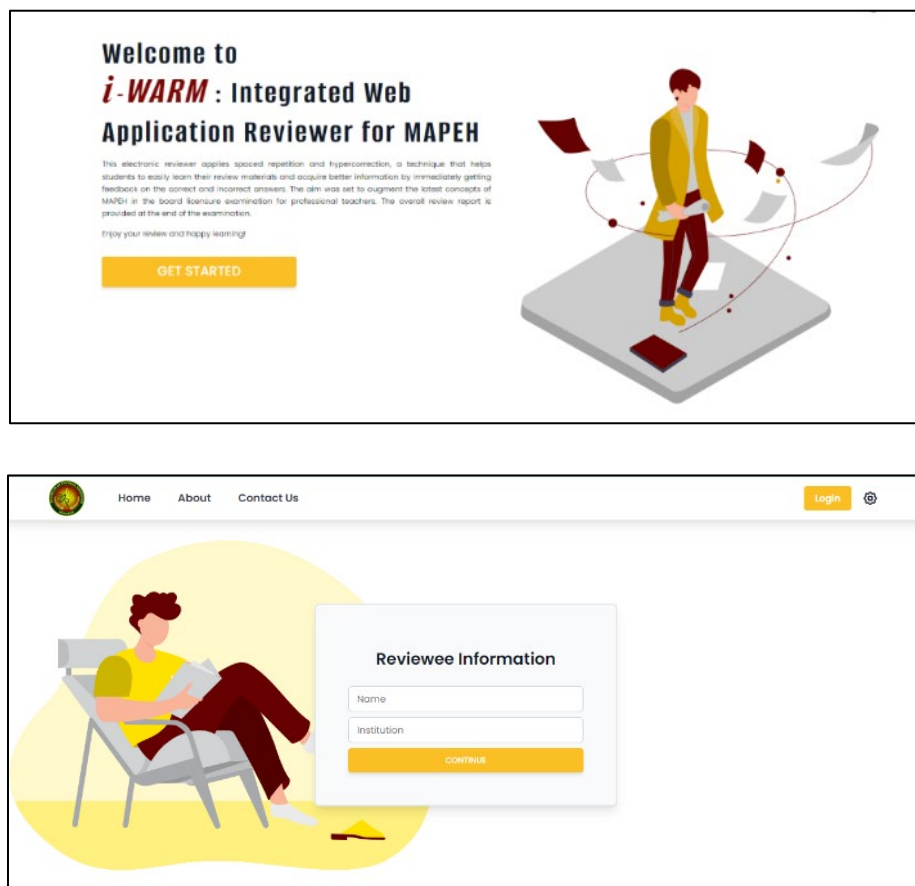 Welcome to
i-WARM : Integrated Web
Application Reviewer for MAPEH
This electronic reviewer applies spaced repetition and hypercorrection, a technique that helps
students to easily learn their review materials and acquire better information by immediately getting
feedback on the correct and incorrect answers. The aim was set to augment the latest concepts of
MAPEH in the board licensure examination for professional teachers. The overall review report is
provided at the end of the examination.
Enjoy your review and happy learning!
GET STARTED
Home About Contact Us Login
Reviewee Information
Name
Institution
CONTINUE